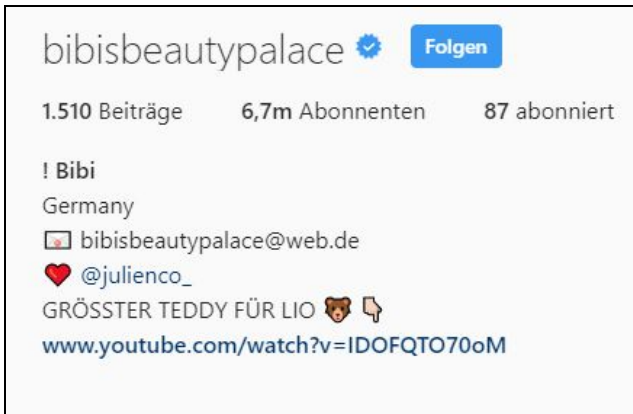 bibisbeautypalace Folgen
1.510 Beiträge 6,7m Abonnenten 87 abonniert
! Bibi
Germany
💌 bibisbeautypalace@web.de
❤️ @julienco_
GRÖSSTER TEDDY FÜR LIO 🐻 👇🏻
www.youtube.com/watch?v=IDOFQTO70oM